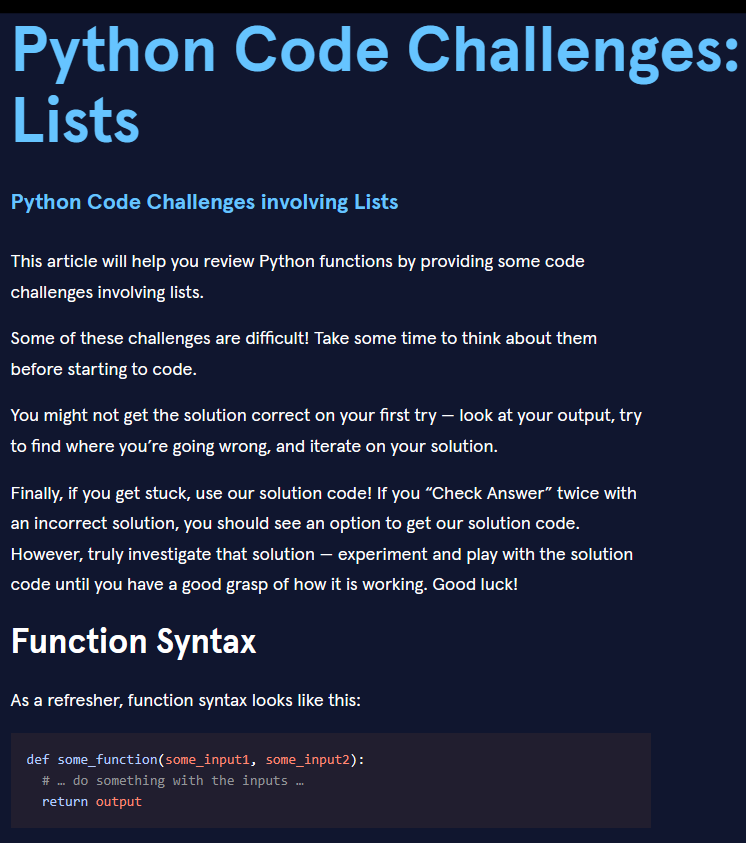 Python Code Challenges:
Lists
Python Code Challenges involving Lists
This article will help you review Python functions by providing some code
challenges involving lists.
Some of these challenges are difficult! Take some time to think about them
before starting to code.
You might not get the solution correct on your first try — look at your output, try
to find where you’re going wrong, and iterate on your solution.
Finally, if you get stuck, use our solution code! If you “Check Answer” twice with
an incorrect solution, you should see an option to get our solution code.
However, truly investigate that solution — experiment and play with the solution
code until you have a good grasp of how it is working. Good luck!
Function Syntax
As a refresher, function syntax looks like this:
def some_function(some_input1, some_input2):
  # … do something with the inputs …
  return output